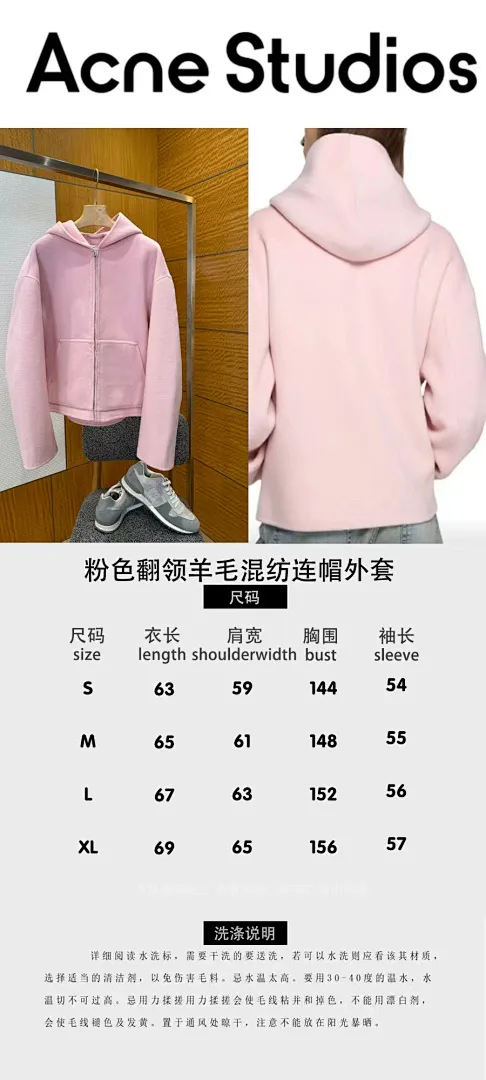 Acne Studios
粉色翻领羊毛混纺连帽外套
尺码
尺码 衣长 肩宽 胸围 袖长
size length shoulderwidth bust sleeve
S 63 59 144 54
M 65 61 148 55
L 67 63 152 56
XL 69 65 156 57
洗涤说明
详细阅读水洗标，需要干洗的要送洗，若可以水洗则应看该其材质，
选择适当的清洁剂，以免伤害毛料。忌水温太高。要用30-40度的温水，水
温切不可过高。忌用力揉搓用力揉搓会使毛线粘并和掉色，不能用漂白剂，
会使毛线褪色及发黄。置于通风处晾干，注意不能放在阳光暴晒。